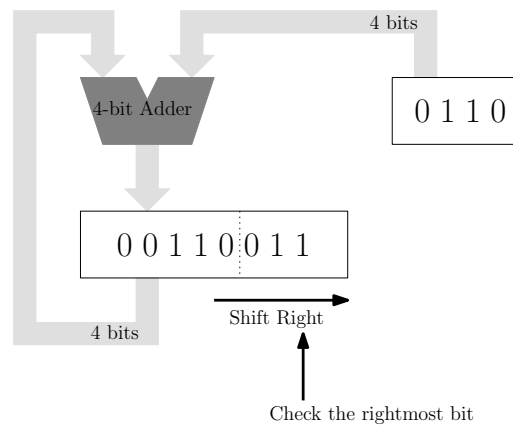 4 bits
4-bit Adder
0 1 1 0
0 0 1 1 0 0 1 1
Shift Right
4 bits
Check the rightmost bit